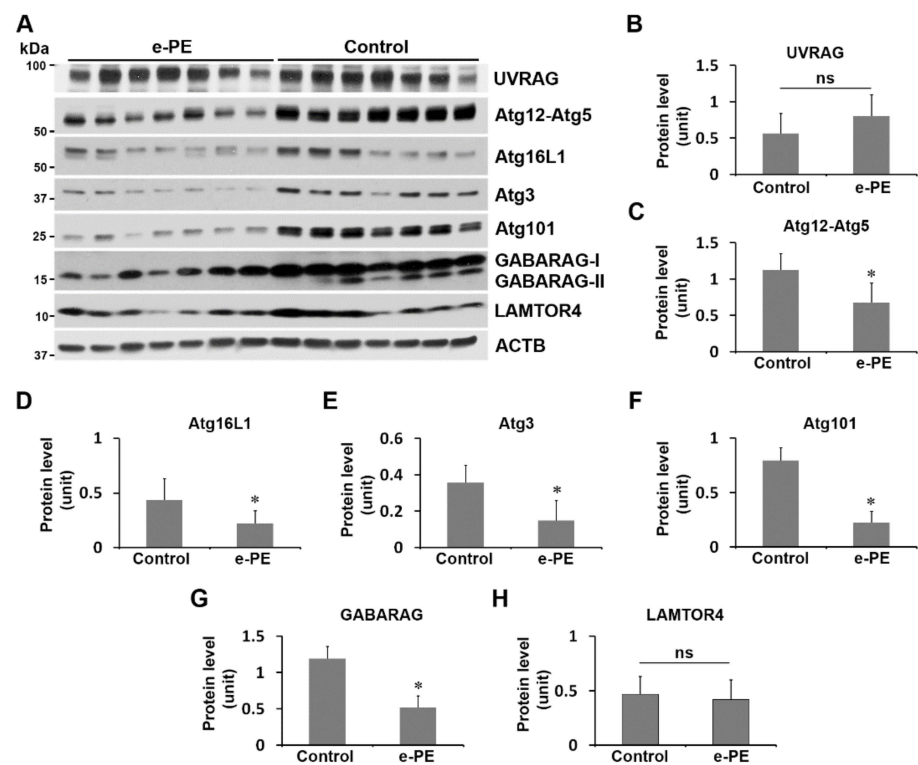 A
kDa
e-PE
Control
100
UVRAG
Atg12-Atg5
50
Atg16L1
50
Atg3
37
Atg101
25
GABARAG-I
GABARAG-II
15
LAMTOR4
10
ACTB
37
B
UVRAG
Protein level
(unit)
1.5
1
0.5
0
ns
Control
e-PE
C
Atg12-Atg5
Protein level
(unit)
1.5
1
0.5
0
*
Control
e-PE
D
Atg16L1
Protein level
(unit)
1
0.5
0
*
Control
e-PE
E
Atg3
Protein level
(unit)
0.6
0.4
0.2
0
*
Control
e-PE
F
Atg101
Protein level
(unit)
1
0.5
0
*
Control
e-PE
G
GABARAG
Protein level
(unit)
1.5
1
0.5
0
*
Control
e-PE
H
LAMTOR4
Protein level
(unit)
1
0.5
0
ns
Control
e-PE